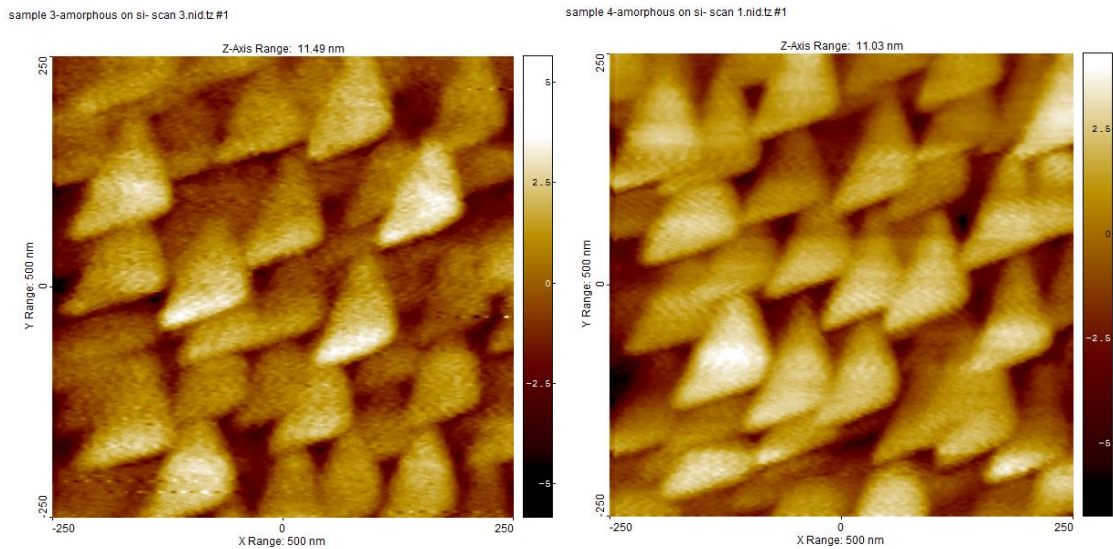 sample 3-amorphous on si- scan 3.nid.tz #1
Z-Axis Range: 11.49 nm
250
Y Range: 500 nm
0
-250
-250
0
250
X Range: 500 nm
5
2.5
0
-2.5
-5
sample 4-amorphous on si- scan 1.nid.tz #1
Z-Axis Range: 11.03 nm
250
Y Range: 500 nm
0
-250
-250
0
250
X Range: 500 nm
2.5
0
-2.5
-5